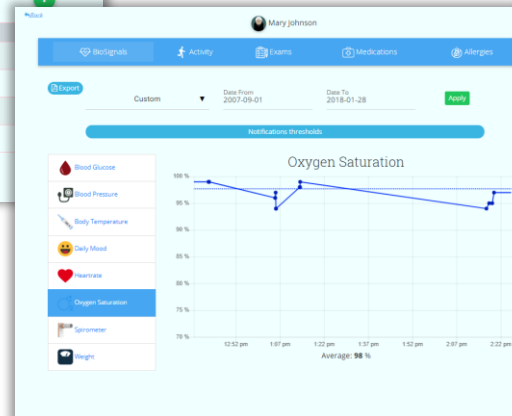 Back
Mary Johnson
BioSignals
Activity
Exams
Medications
Allergies
Export
Custom
Date From
2007-09-01
Date To
2018-01-28
Apply
Notifications thresholds
Blood Glucose
Blood Pressure
Body Temperature
Daily Mood
Heartrate
Oxygen Saturation
Spirometer
Weight
Oxygen Saturation
100 %
95 %
90 %
85 %
80 %
75 %
70 %
12:52 pm 1:07 pm 1:22 pm 1:37 pm 1:52 pm 2:07 pm 2:22 pm
Average: 98 %